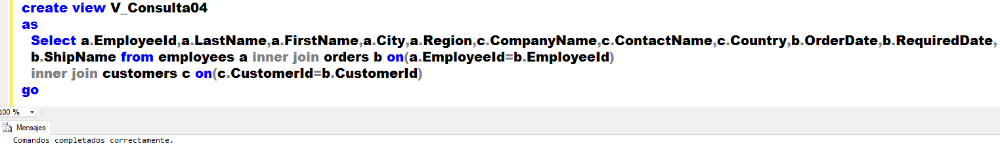 create view V_Consulta04
as
Select a.EmployeeId,a.LastName,a.FirstName,a.City,a.Region,c.CompanyName,c.ContactName,c.Country,b.OrderDate,b.RequiredDate,
b.ShipName from employees a inner join orders b on(a.EmployeeId=b.EmployeeId)
inner join customers c on(c.CustomerId=b.CustomerId)
go
100 %
Mensajes
Comandos completados correctamente.